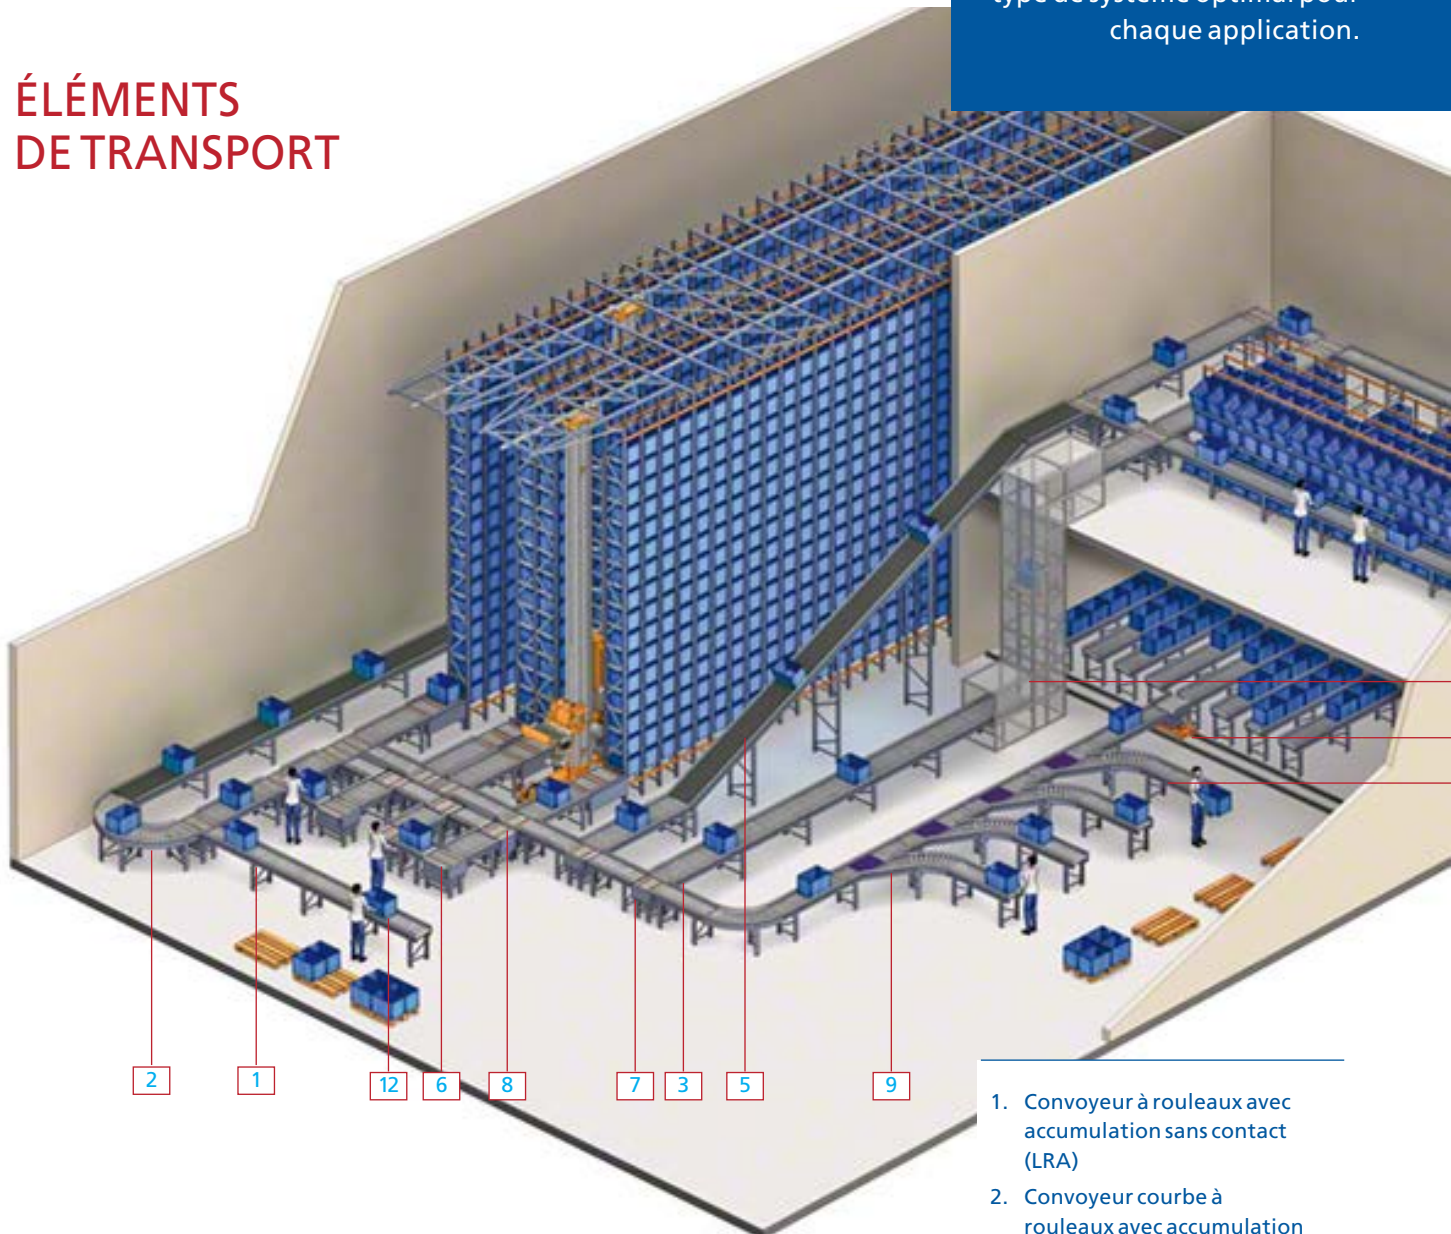 chaque application.
ÉLÉMENTS
DE TRANSPORT
2
1
12
6
8
7
3
5
9
1. Convoyeur à rouleaux avec
accumulation sans contact
(LRA)
2. Convoyeur courbe à
rouleaux avec accumulation